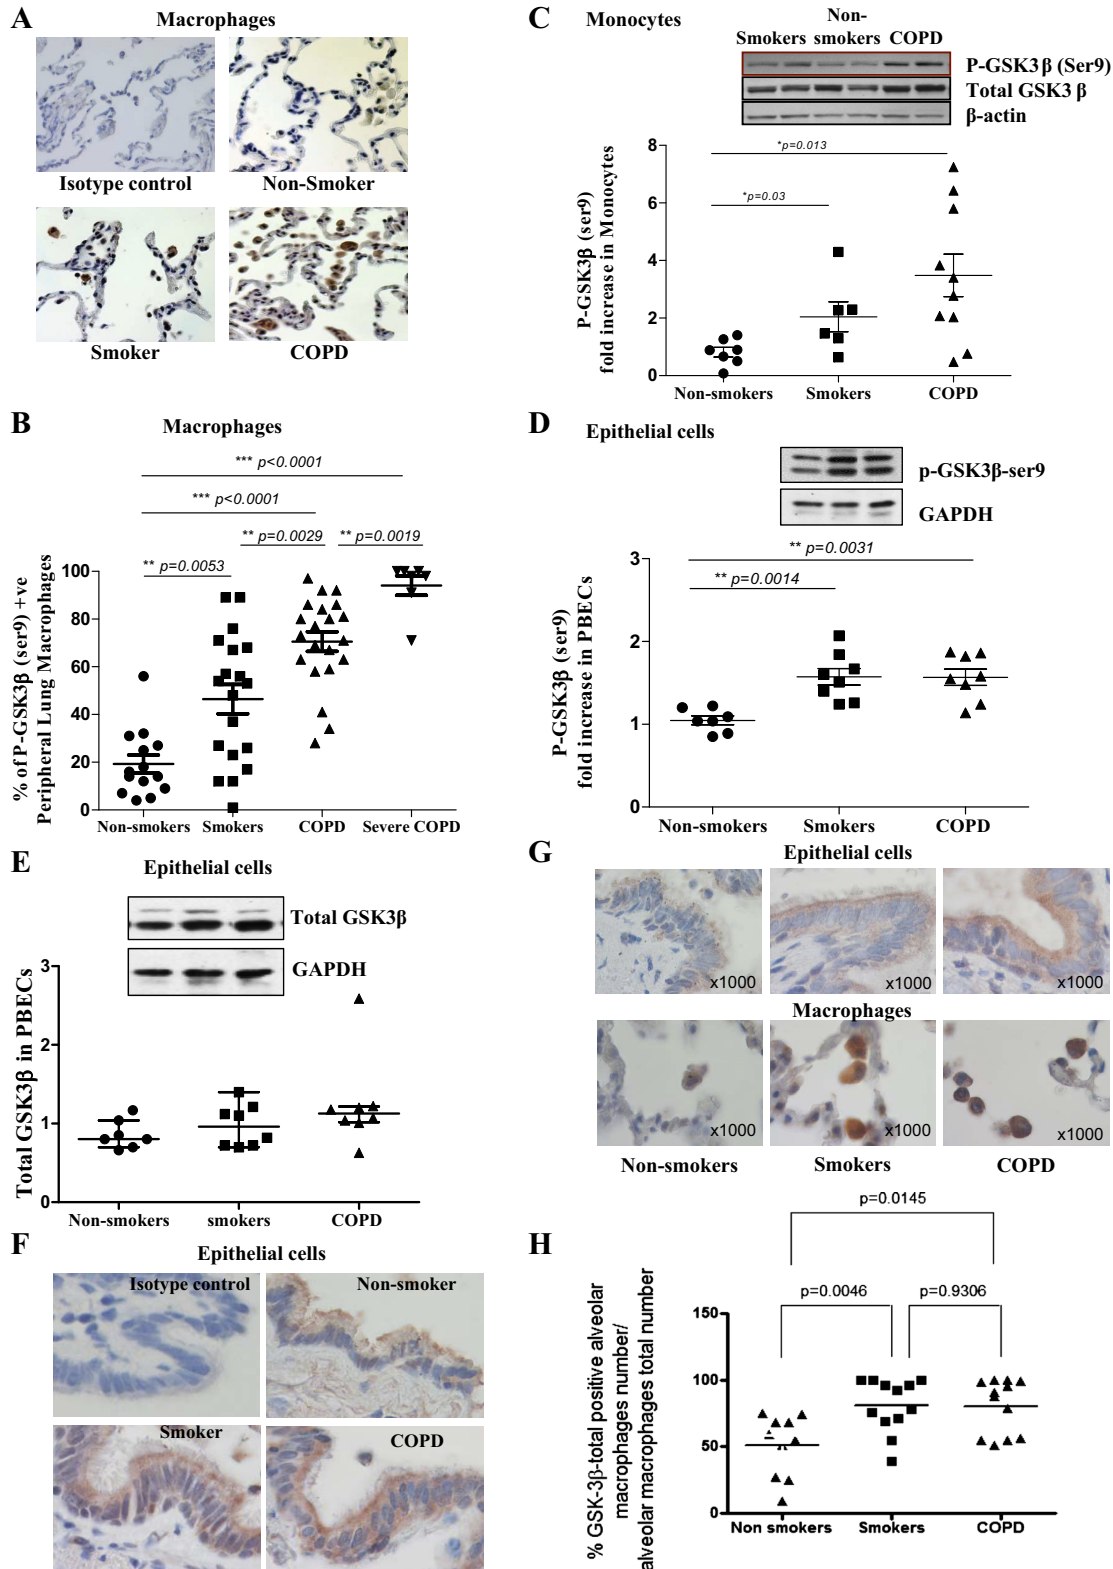 A
Macrophages
Isotype control
Non-Smoker
Smoker
COPD
B
Macrophages
*** p<0.0001
*** p<0.0001
** p=0.0029
** p=0.0019
** p=0.0053
% of P-GSK3β (ser9) +ve
Peripheral Lung Macrophages
100
80
60
40
20
0
Non-smokers
Smokers
COPD
Severe COPD
C
Monocytes
Non-
Smokers smokers COPD
P-GSK3β (Ser9)
Total GSK3 β
β-actin
*p=0.013
*p=0.03
P-GSK3β (ser9)
fold increase in Monocytes
8
6
4
2
0
Non-smokers
Smokers
COPD
D
Epithelial cells
p-GSK3β-ser9
GAPDH
** p=0.0031
** p=0.0014
P-GSK3β (ser9)
fold increase in PBECs
3
2
1
0
Non-smokers
Smokers
COPD
E
Epithelial cells
Total GSK3β
GAPDH
Total GSK3β in PBECs
3
2
1
0
Non-smokers
smokers
COPD
F
Epithelial cells
Isotype control
Non-smoker
Smoker
COPD
G
Epithelial cells
x1000
x1000
x1000
Macrophages
x1000
x1000
x1000
Non-smokers
Smokers
COPD
H
p=0.0145
p=0.0046
p=0.9306
% GSK-3β-total positive alveolar
macrophages number/
alveolar macrophages total number
150
100
50
0
Non smokers
Smokers
COPD